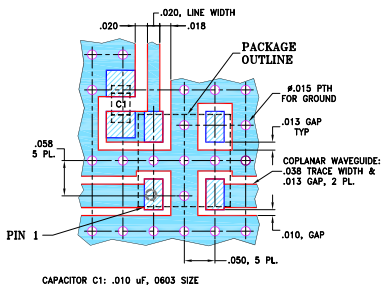 .020, LINE WIDTH
.020
.018
PACKAGE
OUTLINE
C1
Ø.015 PTH
FOR GROUND
.013 GAP
TYP
.058
5 PL.
COPLANAR WAVEGUIDE:
.038 TRACE WIDTH &
.013 GAP, 2 PL.
PIN 1
.010, GAP
.050, 5 PL.
CAPACITOR C1: .010 uF, 0603 SIZE